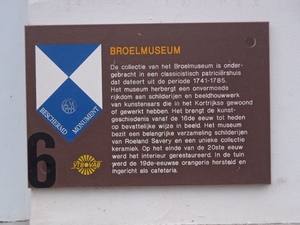 BROELMUSEUM
De collectie van het Broelmuseum is onder-
gebracht in een classicistisch patriciërshuis
dat dateert uit de periode 1741-1785.
Het museum herbergt een onvermoede
rijkdom aan schilderijen en beeldhouwwerk
van kunstenaars die in het Kortrijkse gewoond
of gewerkt hebben. Het brengt de kunst-
geschiedenis vanaf de 16de eeuw tot heden
op bevattelijke wijze in beeld. Het museum
bezit een belangrijke verzameling schilderijen
van Roeland Savery en een unieke collectie
keramiek. Op het einde van de 20ste eeuw
werd het interieur gerestaureerd. In de tuin
werd de 19de-eeuwse orangerie hersteld en
ingericht als cafetaria.
BESCHERMD MONUMENT
6
VTB-VAB